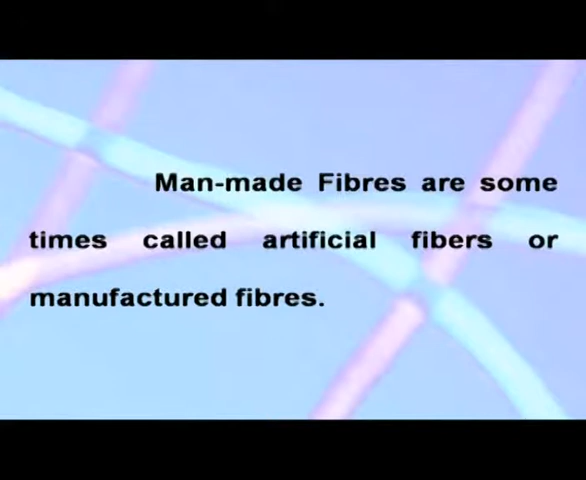 Man-made Fibres are some
times called artificial fibers or
manufactured fibres.